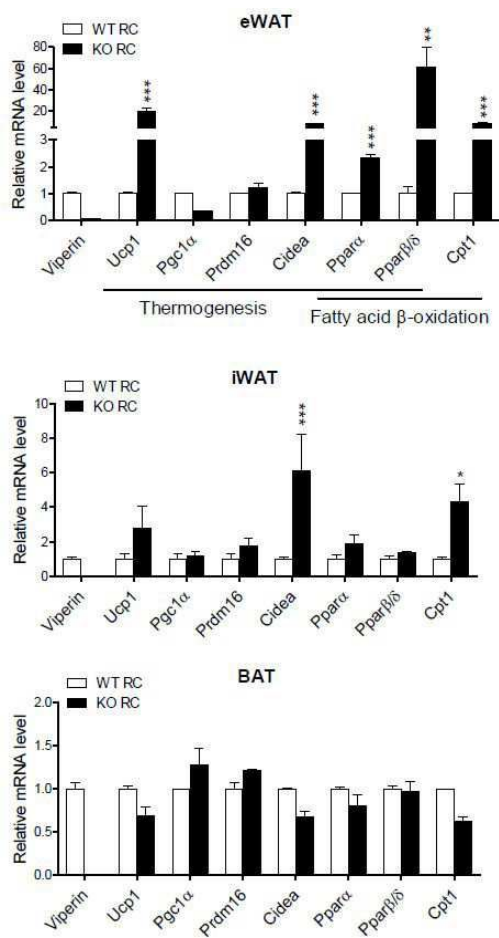 eWAT
WT RC
KO RC
Relative mRNA level
80
60
40
20
3
2
1
0
***
***
***
**
***
Viperin
Ucp1
Pgc1α
Prdm16
Cidea
Pparα
Pparβ/δ
Cpt1
Thermogenesis
Fatty acid β-oxidation
iWAT
WT RC
KO RC
Relative mRNA level
10
8
6
4
2
0
***
*
Viperin
Ucp1
Pgc1α
Prdm16
Cidea
Pparα
Pparβ/δ
Cpt1
BAT
WT RC
KO RC
Relative mRNA level
2.0
1.5
1.0
0.5
0.0
Viperin
Ucp1
Pgc1α
Prdm16
Cidea
Pparα
Pparβ/δ
Cpt1